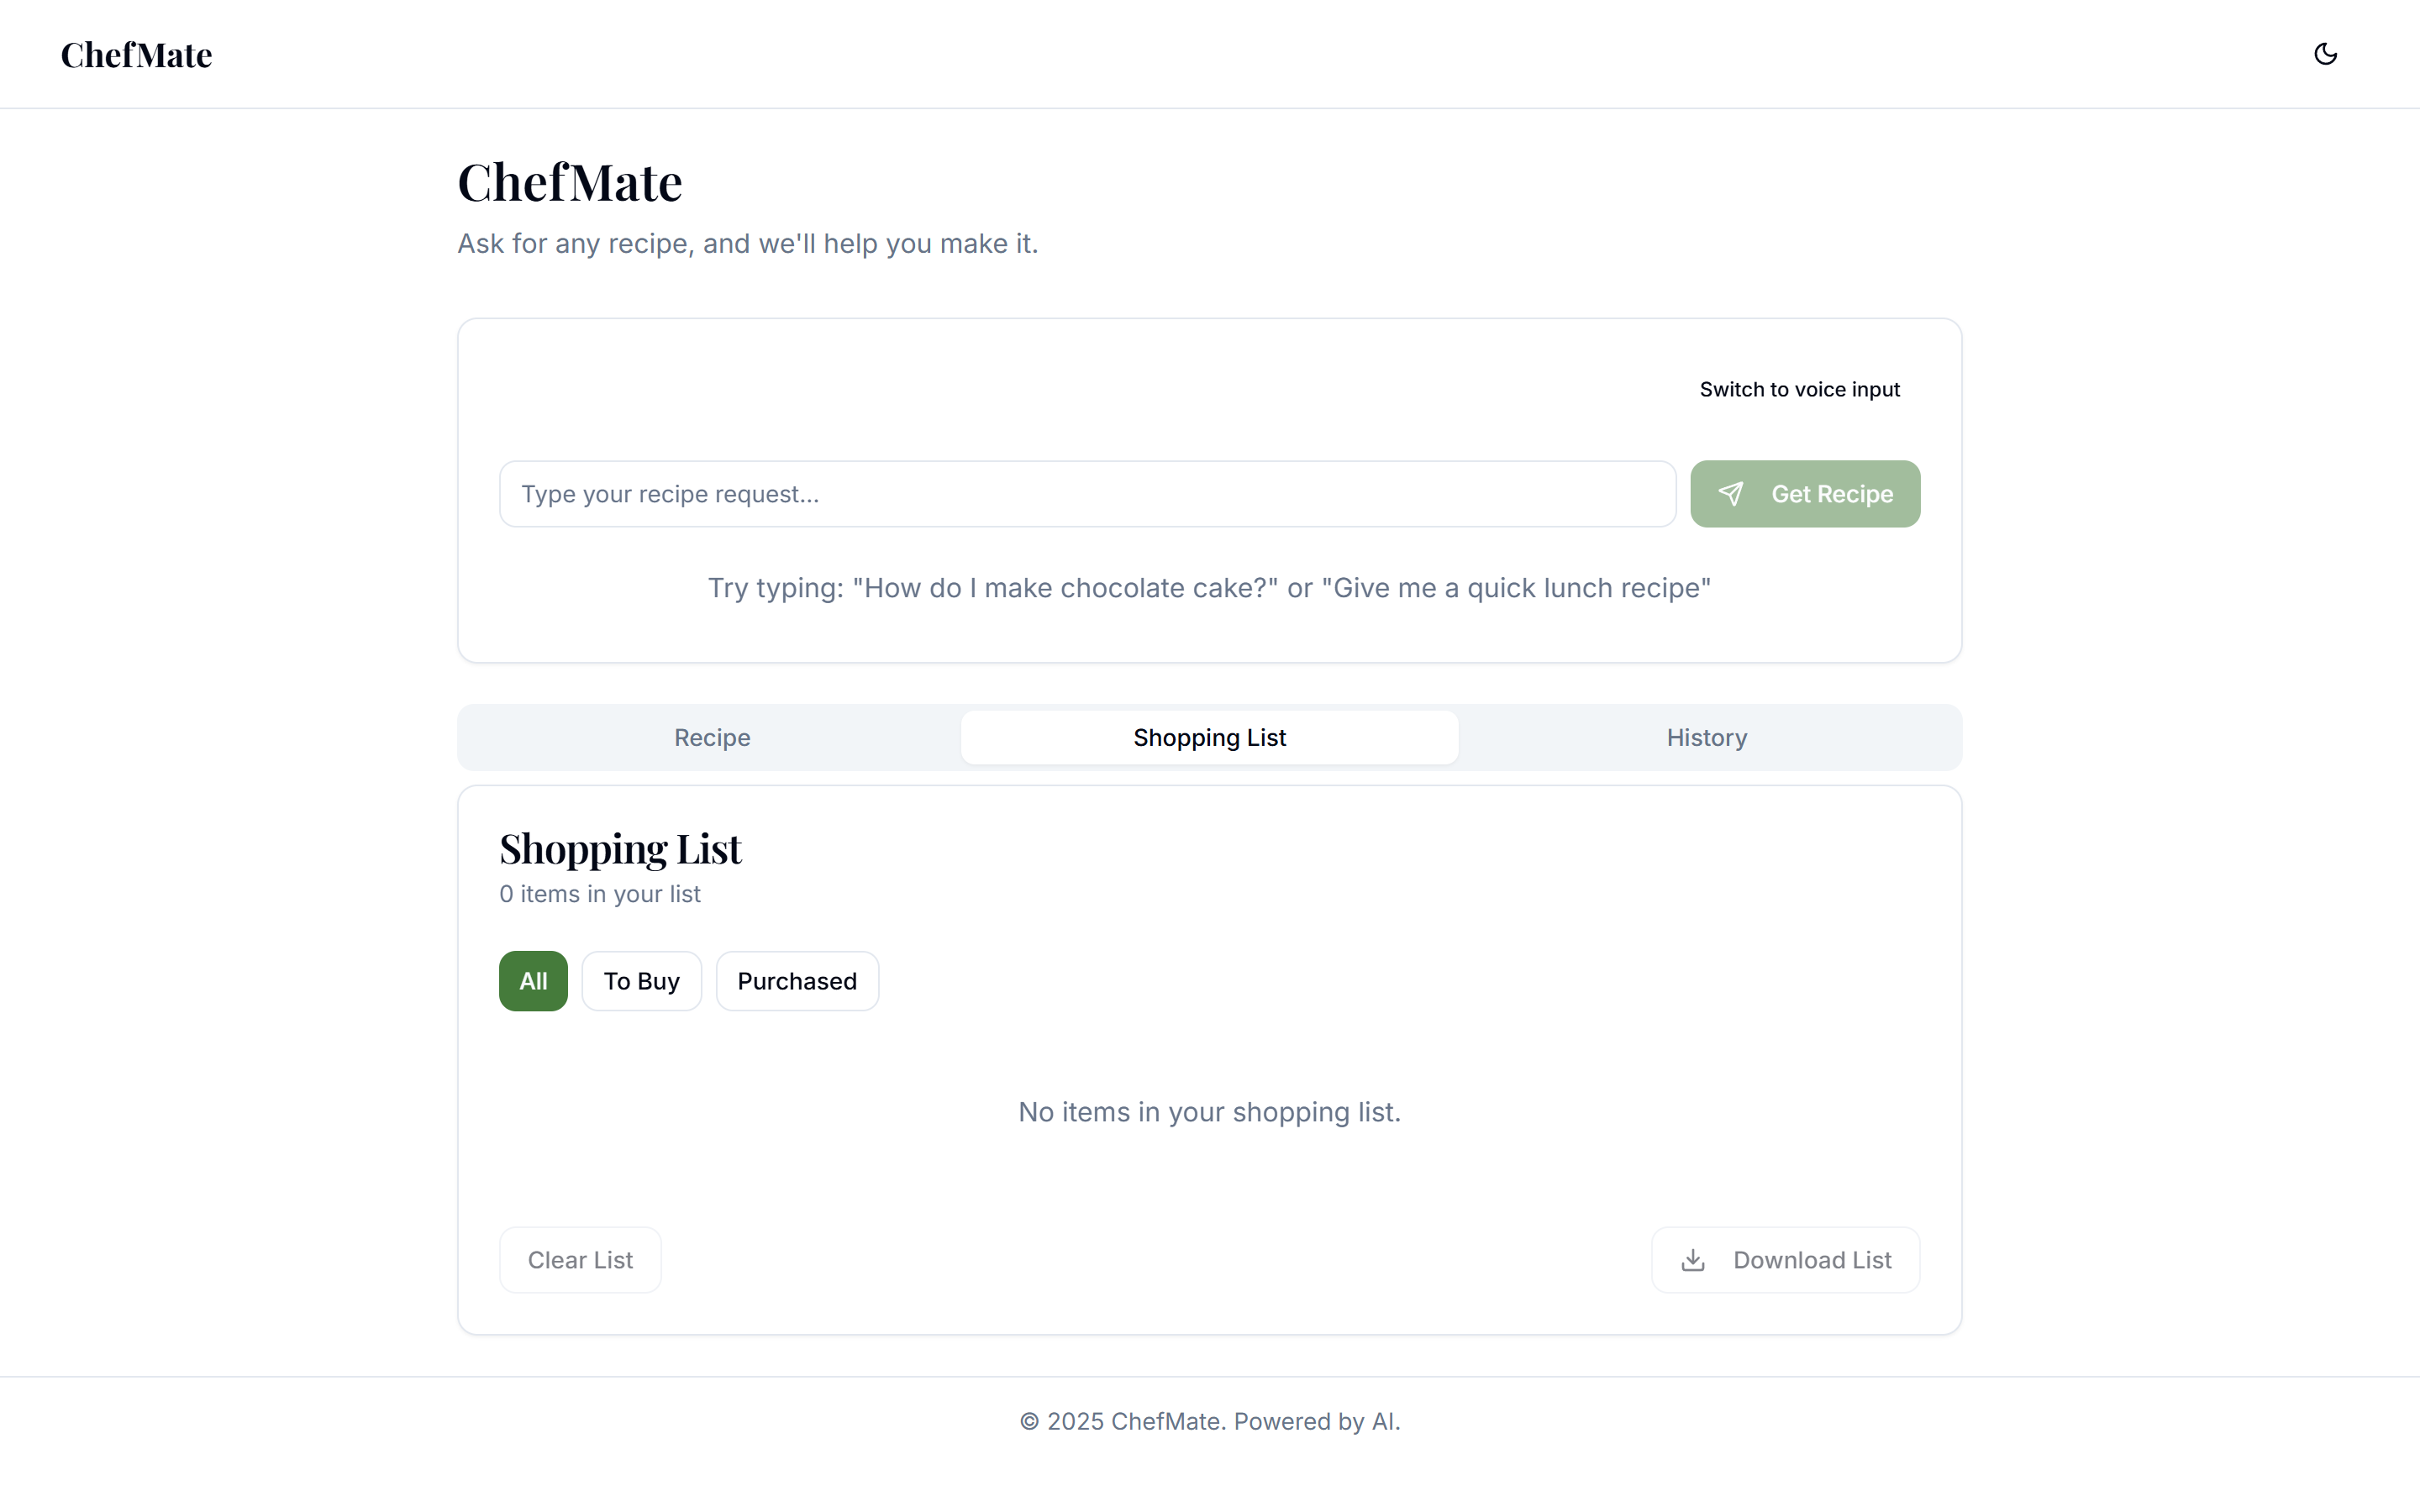 ChefMate
ChefMate
Ask for any recipe, and we'll help you make it.
Switch to voice input
Type your recipe request...
Get Recipe
Try typing: "How do I make chocolate cake?" or "Give me a quick lunch recipe"
Recipe
Shopping List
History
Shopping List
0 items in your list
All
To Buy
Purchased
No items in your shopping list.
Clear List
Download List
© 2025 ChefMate. Powered by AI.